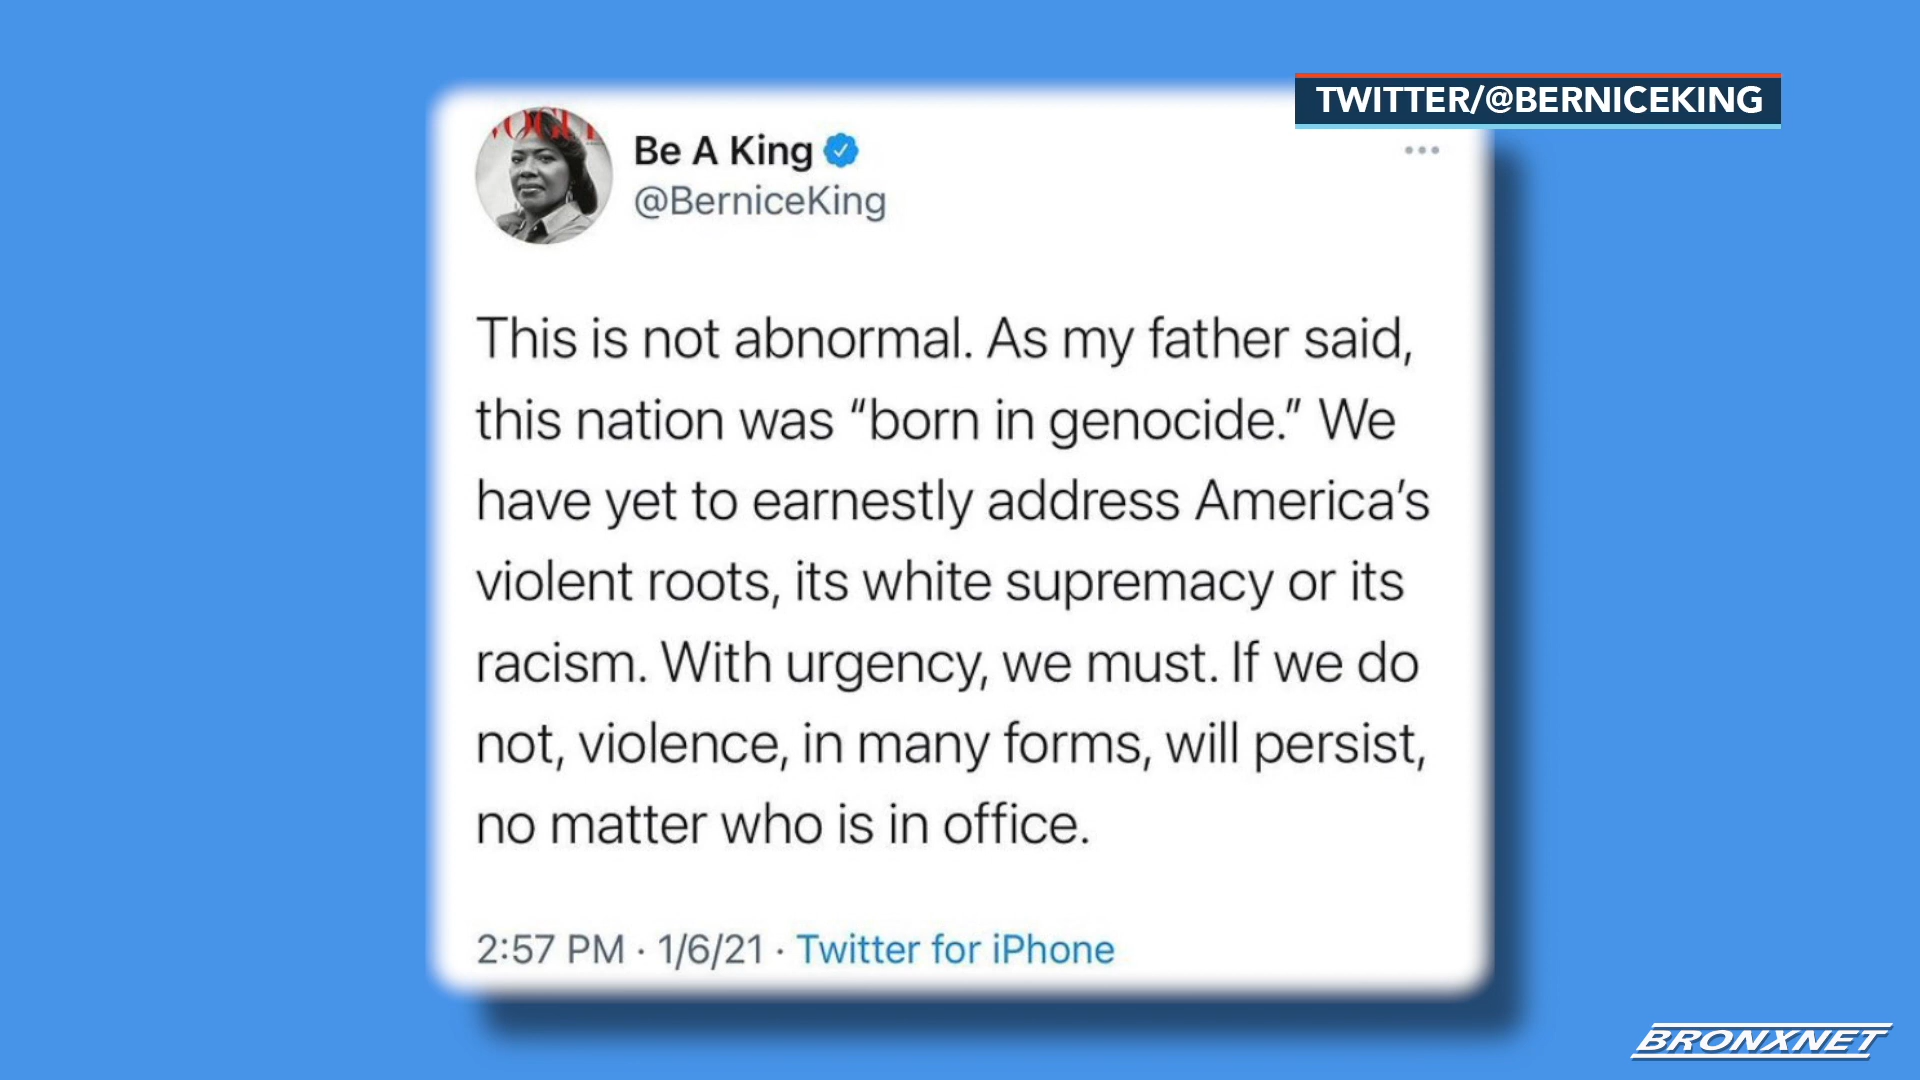 TWITTER/@BERNICEKING
VOGUE
Be A King
@BerniceKing
This is not abnormal. As my father said,
this nation was “born in genocide.” We
have yet to earnestly address America’s
violent roots, its white supremacy or its
racism. With urgency, we must. If we do
not, violence, in many forms, will persist,
no matter who is in office.
2:57 PM · 1/6/21 · Twitter for iPhone
BRONXNET